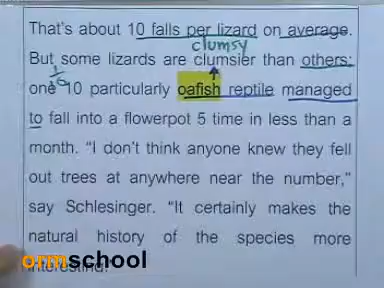 That's about 10 falls per lizard on average.
clumsy
But some lizards are clumsier than others;
one 10 particularly oafish reptile managed
to fall into a flowerpot 5 time in less than a
month. "I don't think anyone knew they fell
out trees at anywhere near the number,"
say Schlesinger. "It certainly makes the
natural history of the species more
interesting.
ormschool